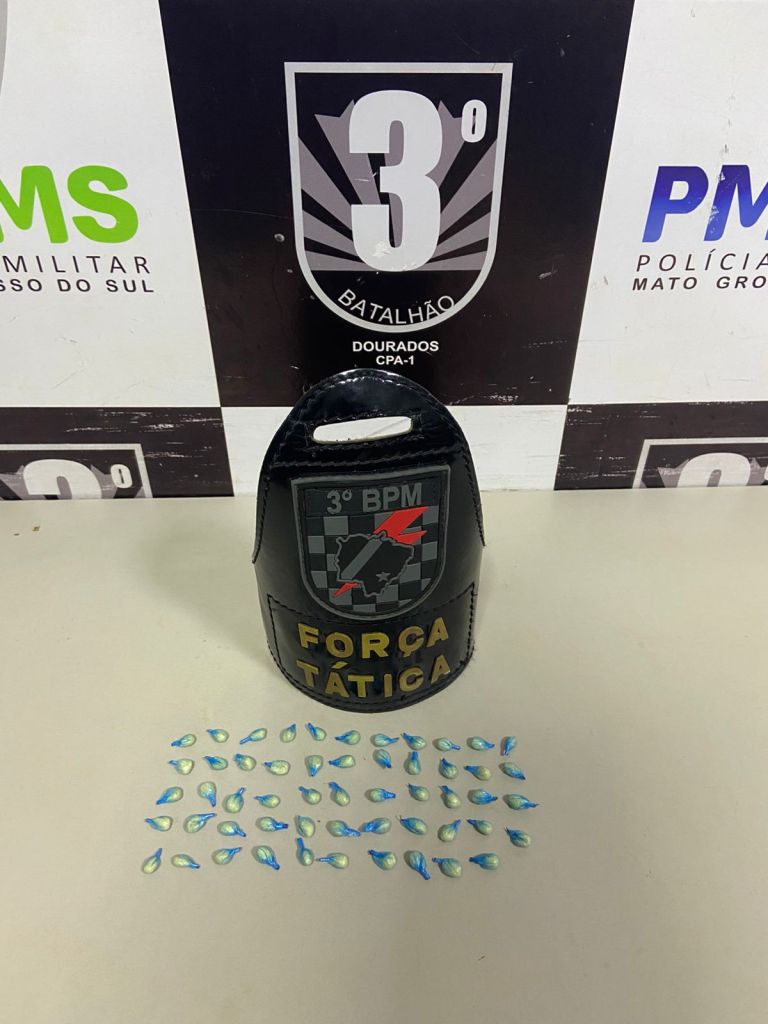 MS
MILITAR
SSO DO SUL
3º
BATALHÃO
DOURADOS
CPA-1
PM
POLÍCIA
MATO GRO
3º
3º BPM
FORÇA
TÁTICA